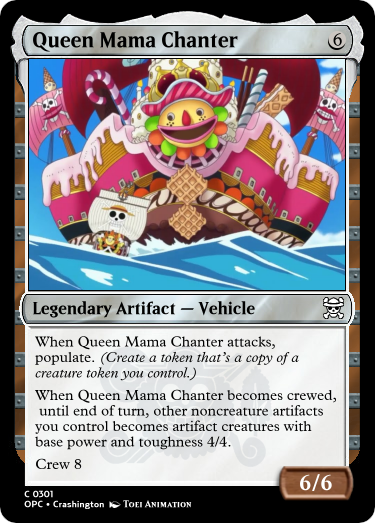 Queen Mama Chanter 6
Legendary Artifact — Vehicle
When Queen Mama Chanter attacks,
populate. (Create a token that's a copy of a
creature token you control.)
When Queen Mama Chanter becomes crewed,
until end of turn, other noncreature artifacts
you control becomes artifact creatures with
base power and toughness 4/4.
Crew 8
6/6
C 0301
OPC • Crashington TOEI ANIMATION